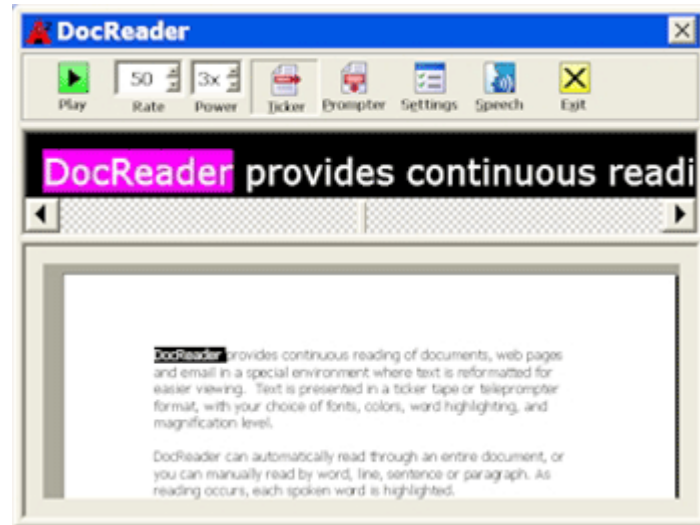 DocReader
50 3x
Play Rate Power Ticker Prompter Settings Speech Exit
DocReader provides continuous readi
DocReader provides continuous reading of documents, web pages
and email in a special environment where text is reformatted for
easier viewing. Text is presented in a ticker tape or teleprompter
format, with your choice of fonts, colors, word highlighting, and
magnification level.
DocReader can automatically read through an entire document, or
you can manually read by word, line, sentence or paragraph. As
reading occurs, each spoken word is highlighted.